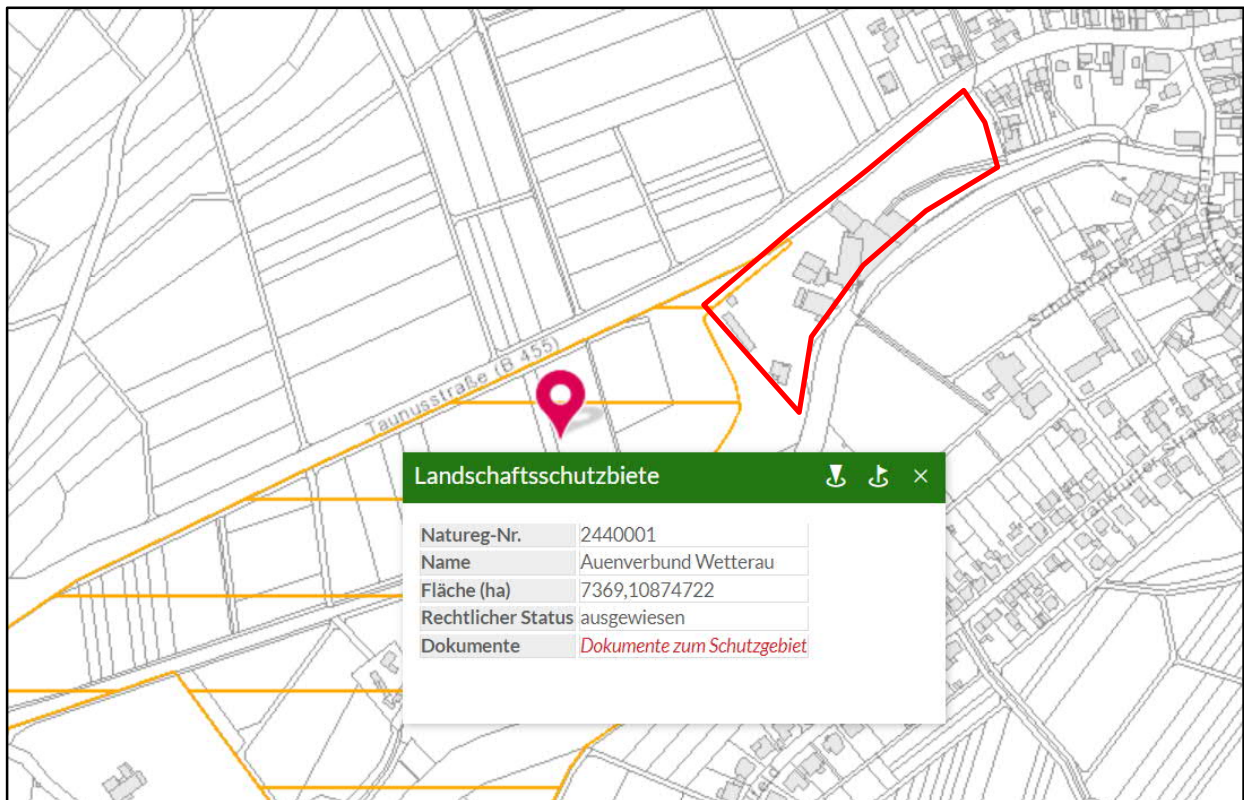 Taunusstraße (B 455)
Landschaftsschutzbiete
Natureg-Nr. 2440001
Name Auenverbund Wetterau
Fläche (ha) 7369,10874722
Rechtlicher Status ausgewiesen
Dokumente Dokumente zum Schutzgebiet